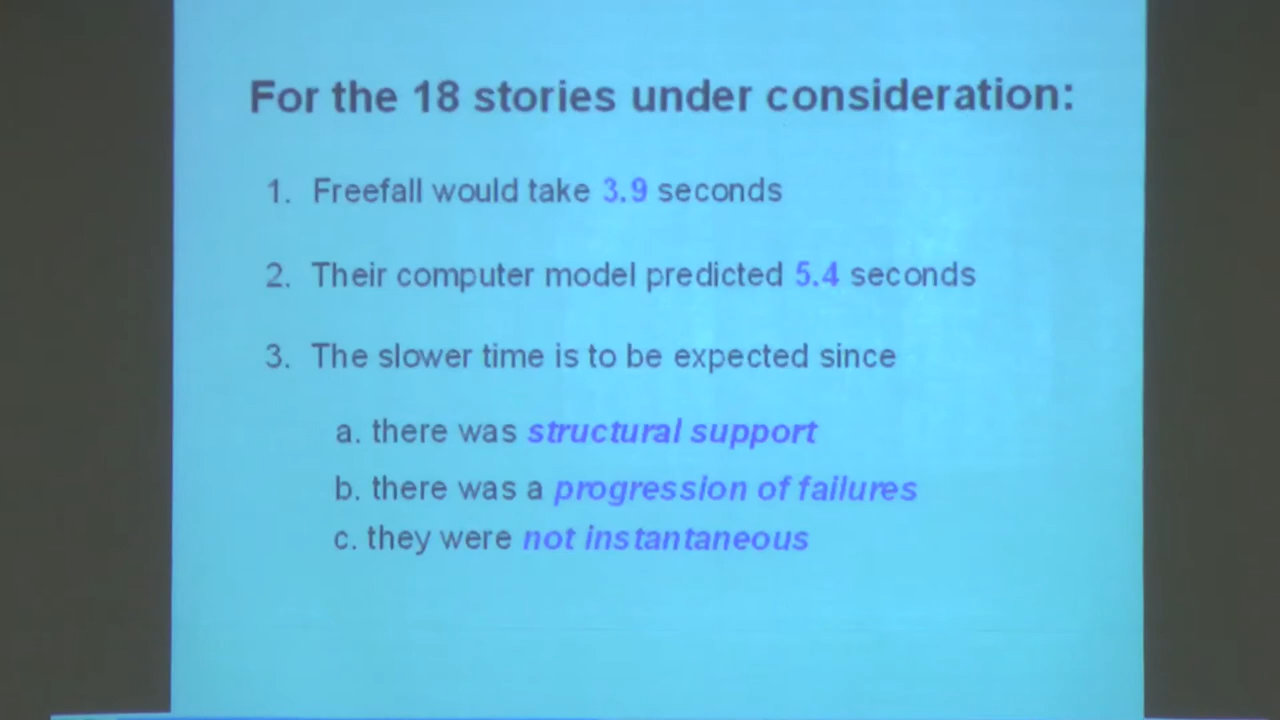 For the 18 stories under consideration:
1. Freefall would take 3.9 seconds
2. Their computer model predicted 5.4 seconds
3. The slower time is to be expected since
a. there was structural support
b. there was a progression of failures
c. they were not instantaneous